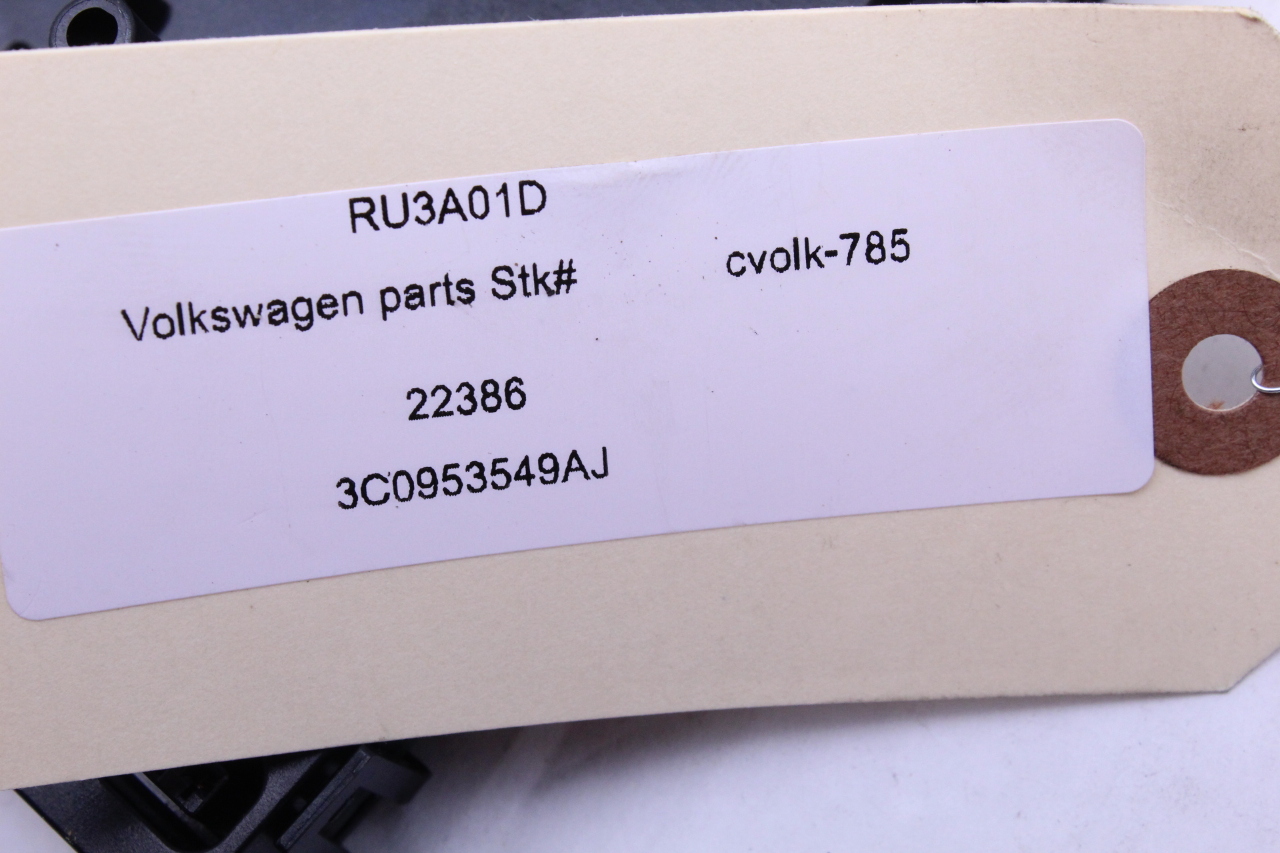 RU3A01D
Volkswagen parts Stk# cvolk-785
22386
3C0953549AJ